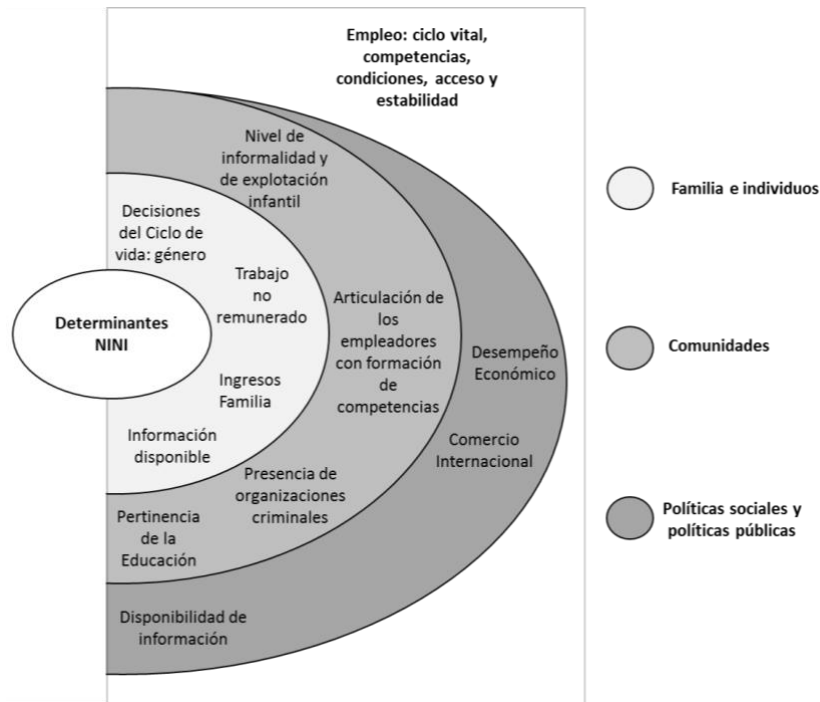 Empleo: ciclo vital,
competencias,
condiciones, acceso y
estabilidad
Nivel de
informalidad y
de explotación
infantil
Decisiones
del Ciclo de
vida: género
Trabajo
no
remunerado
Determinantes
NINI
Ingresos
Familia
Información
disponible
Articulación de
los
empleadores
con formación
de
competencias
Desempeño
Económico
Comercio
Internacional
Presencia de
organizaciones
criminales
Pertinencia
de la
Educación
Disponibilidad de
información
Familia e individuos
Comunidades
Políticas sociales y
políticas públicas